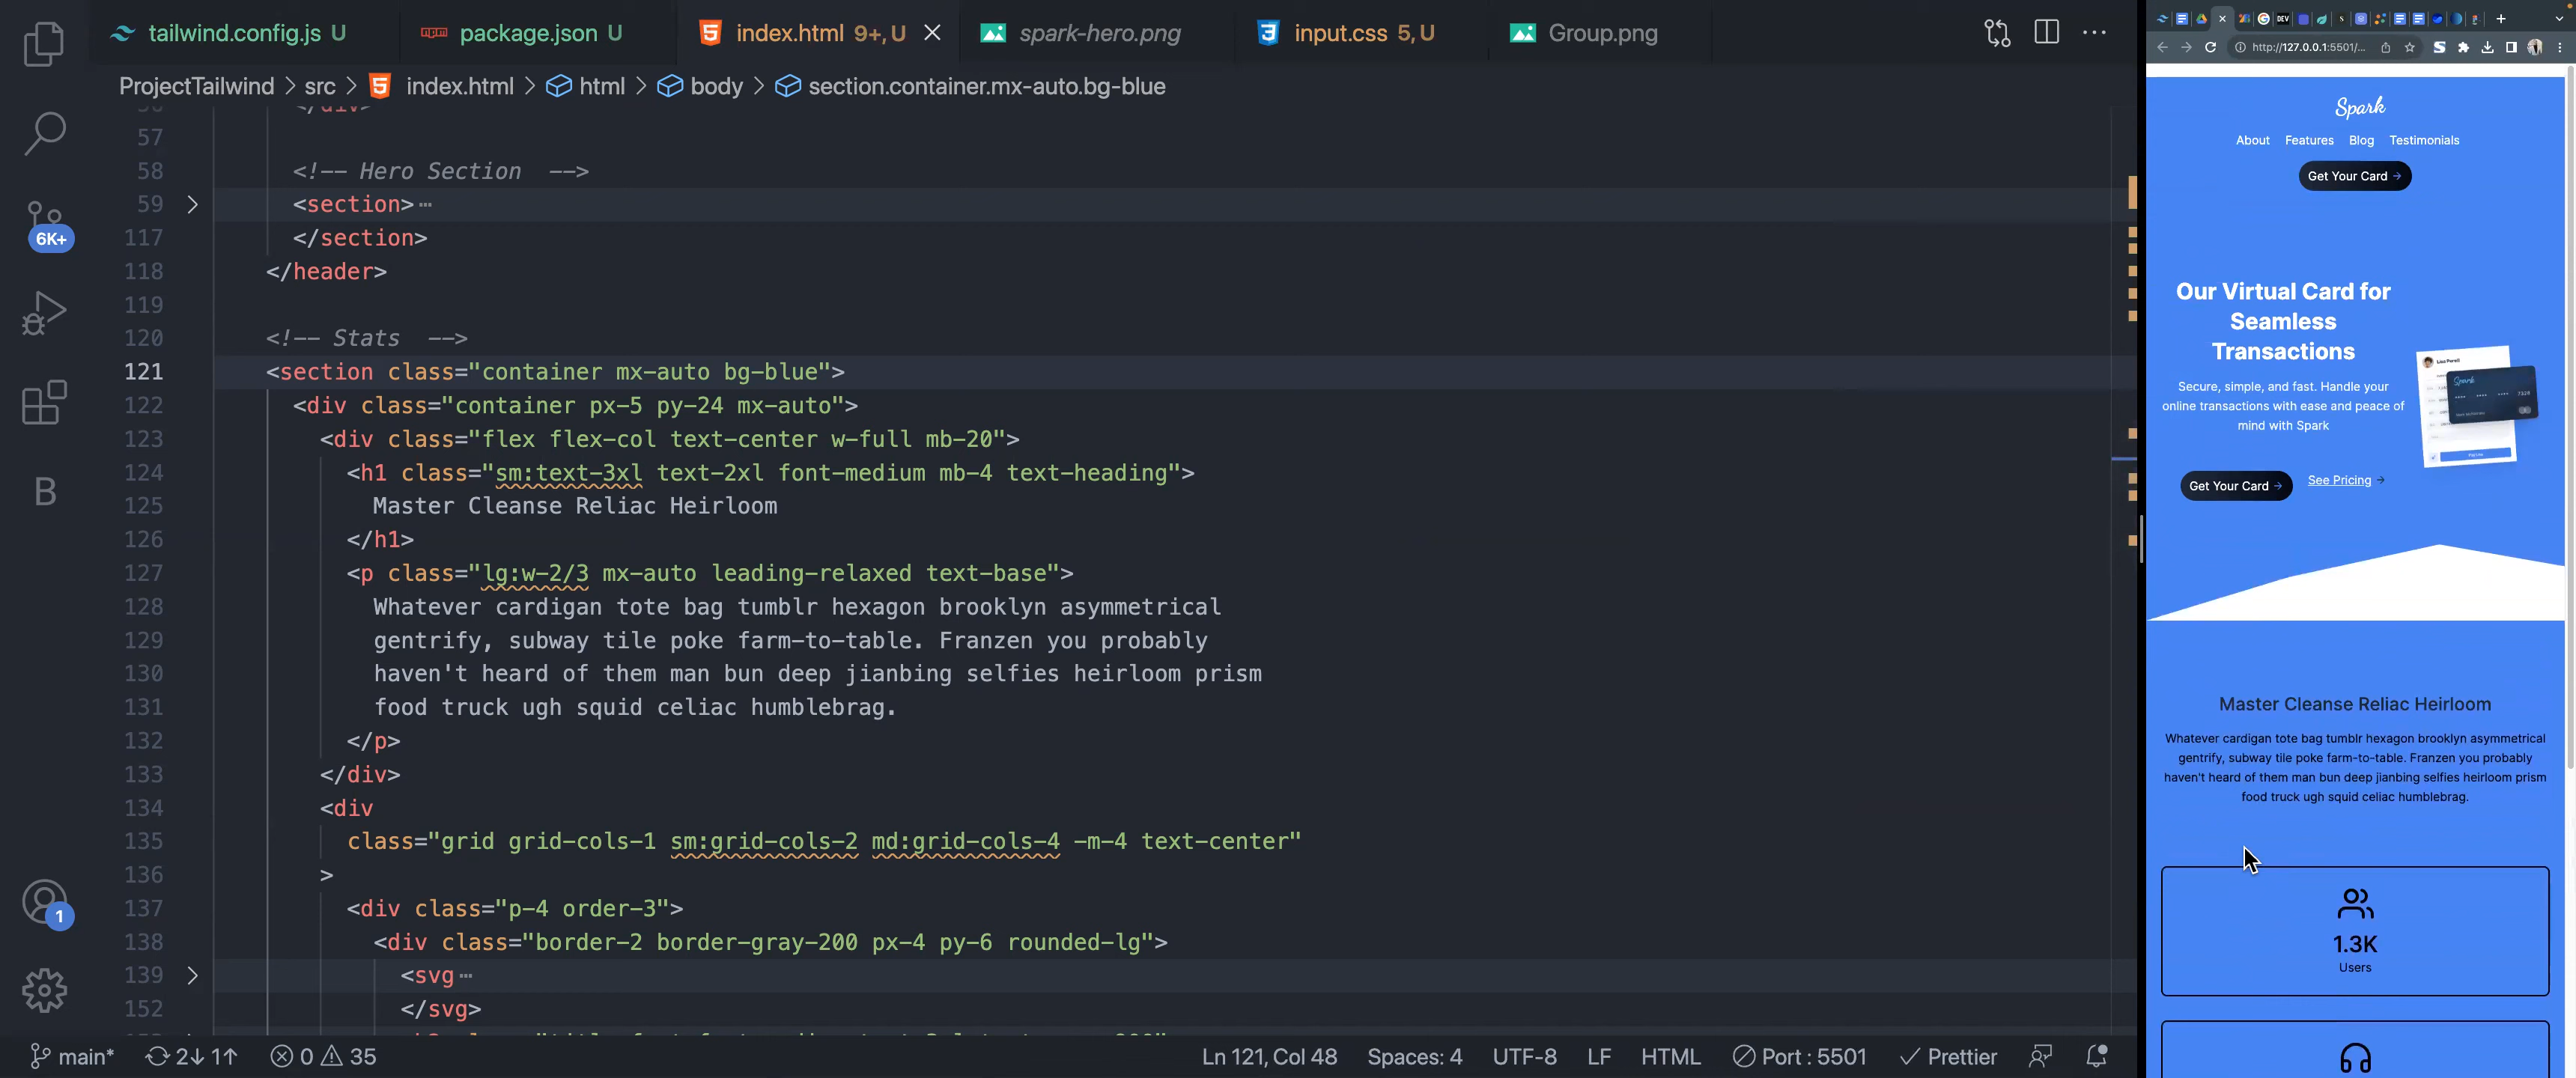 tailwind.config.js U
package.json U
index.html 9+, U
spark-hero.png
input.css 5, U
Group.png
ProjectTailwind > src > index.html > html > body > section.container.mx-auto.bg-blue
56 </div>
57
58 <!-- Hero Section -->
59 <section>…
117 </section>
118 </header>
119
120 <!-- Stats -->
121 <section class="container mx-auto bg-blue">
122 <div class="container px-5 py-24 mx-auto">
123 <div class="flex flex-col text-center w-full mb-20">
124 <h1 class="sm:text-3xl text-2xl font-medium mb-4 text-heading">
125 Master Cleanse Reliac Heirloom
126 </h1>
127 <p class="lg:w-2/3 mx-auto leading-relaxed text-base">
128 Whatever cardigan tote bag tumblr hexagon brooklyn asymmetrical
129 gentrify, subway tile poke farm-to-table. Franzen you probably
130 haven't heard of them man bun deep jianbing selfies heirloom prism
131 food truck ugh squid celiac humblebrag.
132 </p>
133 </div>
134 <div
135 class="grid grid-cols-1 sm:grid-cols-2 md:grid-cols-4 -m-4 text-center"
136 >
137 <div class="p-4 order-3">
138 <div class="border-2 border-gray-200 px-4 py-6 rounded-lg">
139 <svg…
152 </svg>
6K+
B
1
main* 2↓ 1↑ 0 35
Ln 121, Col 48 Spaces: 4 UTF-8 LF HTML Port : 5501 Prettier
DEV
http://127.0.0.1:5501/...
Spark
About Features Blog Testimonials
Get Your Card →
Our Virtual Card for
Seamless
Transactions
Secure, simple, and fast. Handle your
online transactions with ease and peace of
mind with Spark
Get Your Card →
See Pricing →
Spark
Master Cleanse Reliac Heirloom
Whatever cardigan tote bag tumblr hexagon brooklyn asymmetrical
gentrify, subway tile poke farm-to-table. Franzen you probably
haven't heard of them man bun deep jianbing selfies heirloom prism
food truck ugh squid celiac humblebrag.
1.3K
Users